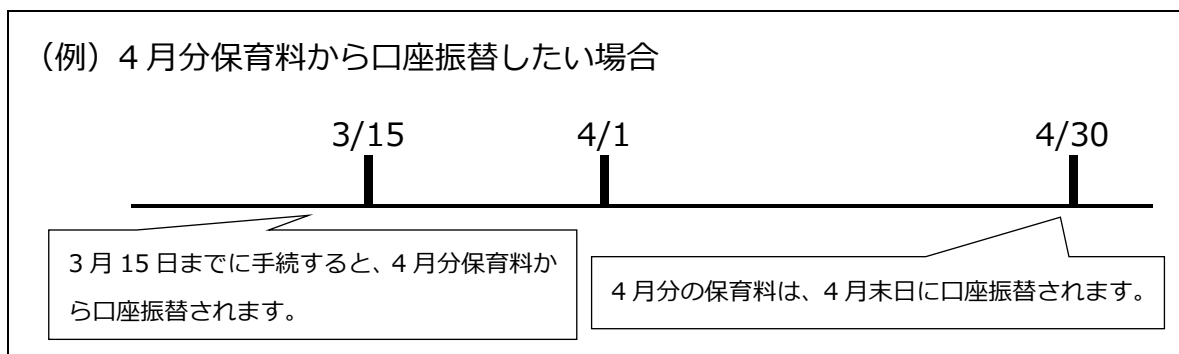 （例）４月分保育料から口座振替したい場合
3/15
4/1
4/30
３月 15 日までに手続すると、４月分保育料か
ら口座振替されます。
４月分の保育料は、４月末日に口座振替されます。